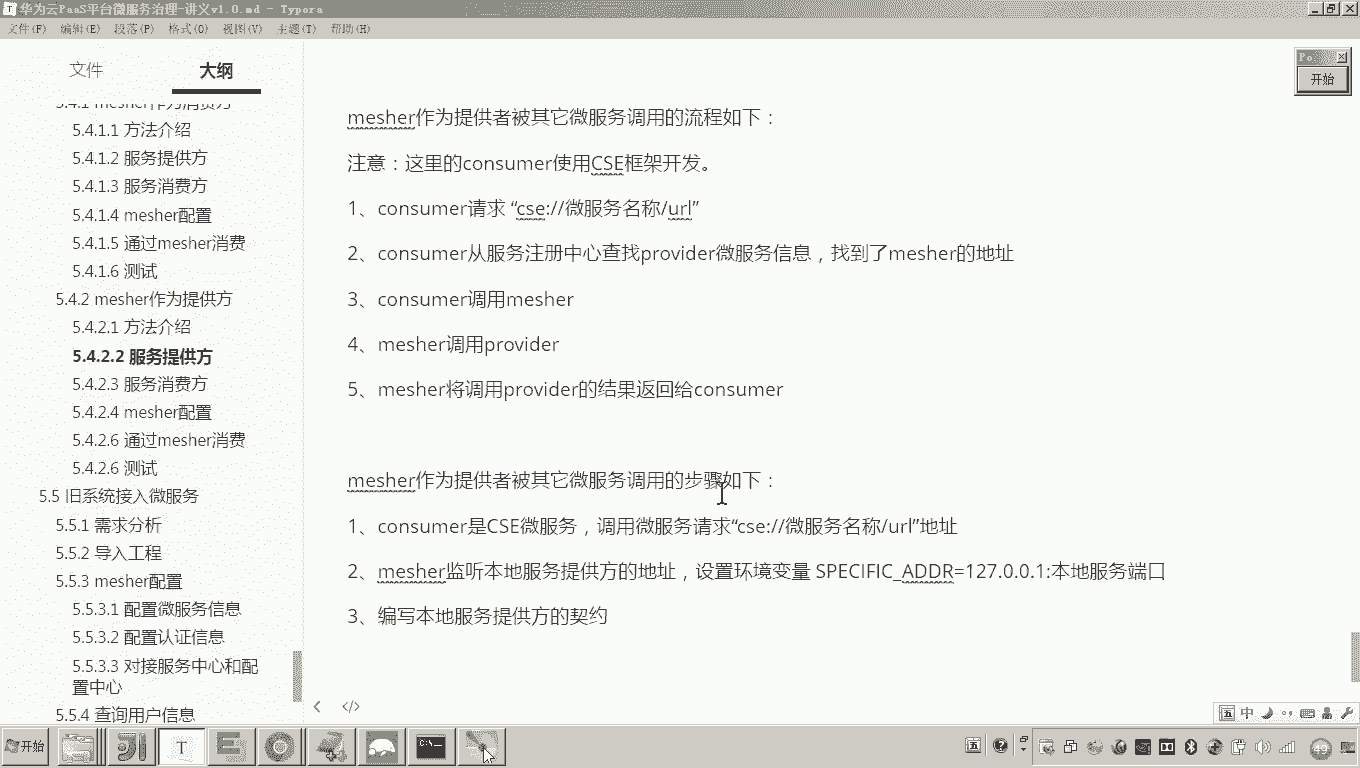 华为云PaaS平台微服务治理-讲义v1.0.md - Typora
文件(F) 编辑(E) 段落(P) 格式(O) 视图(V) 主题(T) 帮助(H)
文件
大纲
5.4.1 mesher作为消费方
5.4.1.1 方法介绍
5.4.1.2 服务提供方
5.4.1.3 服务消费方
5.4.1.4 mesher配置
5.4.1.5 通过mesher消费
5.4.1.6 测试
5.4.2 mesher作为提供方
5.4.2.1 方法介绍
5.4.2.2 服务提供方
5.4.2.3 服务消费方
5.4.2.4 mesher配置
5.4.2.6 通过mesher消费
5.4.2.6 测试
5.5 旧系统接入微服务
5.5.1 需求分析
5.5.2 导入工程
5.5.3 mesher配置
5.5.3.1 配置微服务信息
5.5.3.2 配置认证信息
5.5.3.3 对接服务中心和配
置中心
5.5.4 查询用户信息
mesher作为提供者被其它微服务调用的流程如下：
注意：这里的consumer使用CSE框架开发。
1、consumer请求 “cse://微服务名称/url”
2、consumer从服务注册中心查找provider微服务信息，找到了mesher的地址
3、consumer调用mesher
4、mesher调用provider
5、mesher将调用provider的结果返回给consumer
mesher作为提供者被其它微服务调用的步骤如下：
1、consumer是CSE微服务，调用微服务请求“cse://微服务名称/url”地址
2、mesher监听本地服务提供方的地址，设置环境变量 SPECIFIC_ADDR=127.0.0.1:本地服务端口
3、编写本地服务提供方的契约
Po
开始
五 中
开始
T
五
49